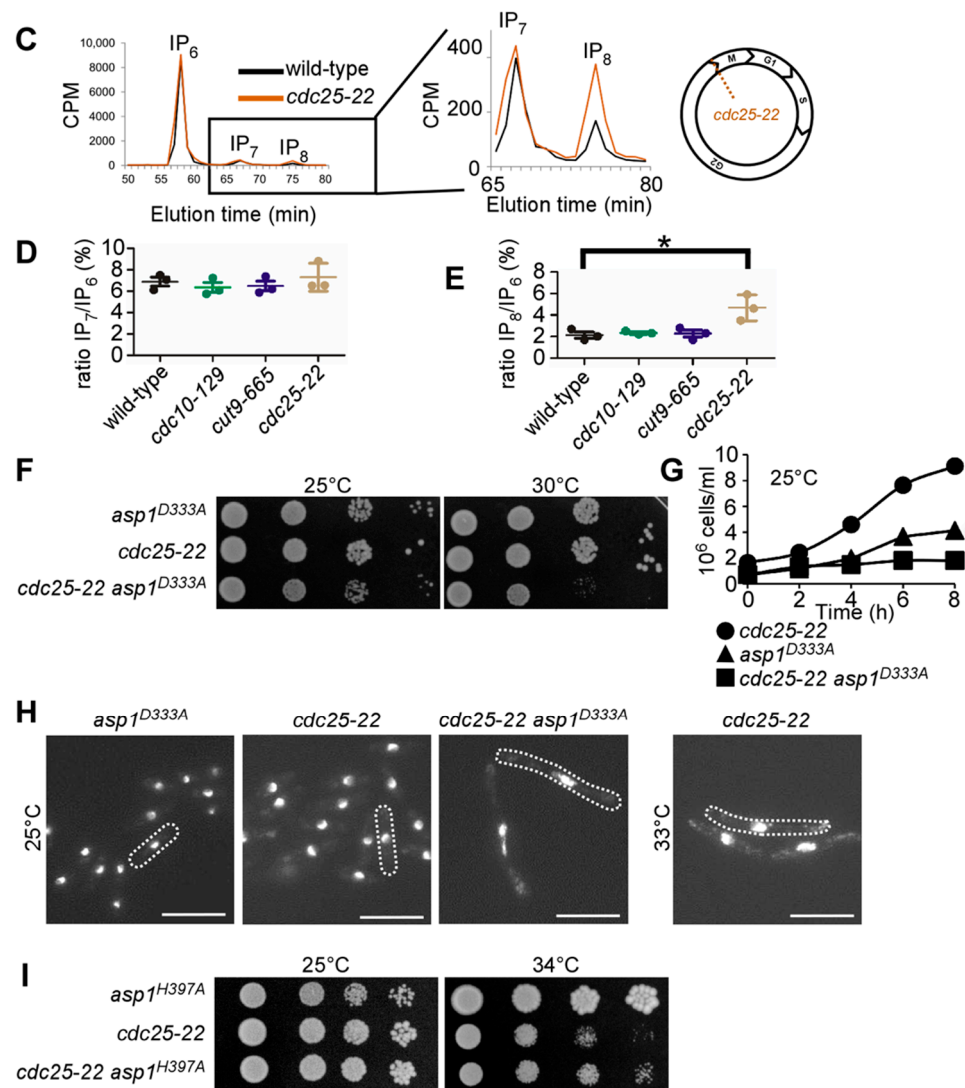 C
IP6
10,000
8000
6000
4000
2000
0
CPM
wild-type
cdc25-22
IP7
IP8
50 55 60 65 70 75 80
Elution time (min)
IP7
IP8
400
200
0
CPM
65 80
Elution time (min)
M
G1
S
G2
cdc25-22
D
ratio IP7/IP6 (%)
10
8
6
4
2
0
wild-type
cdc10-129
cut9-665
cdc25-22
E
*
ratio IP8/IP6 (%)
8
6
4
2
0
wild-type
cdc10-129
cut9-665
cdc25-22
F
25°C 30°C
asp1D333A
cdc25-22
cdc25-22 asp1D333A
G
25°C
10
8
6
4
2
0
10^6 cells/ml
0 2 4 6 8
Time (h)
cdc25-22
asp1D333A
cdc25-22 asp1D333A
H
asp1D333A cdc25-22 cdc25-22 asp1D333A cdc25-22
25°C
33°C
I
25°C 34°C
asp1H397A
cdc25-22
cdc25-22 asp1H397A